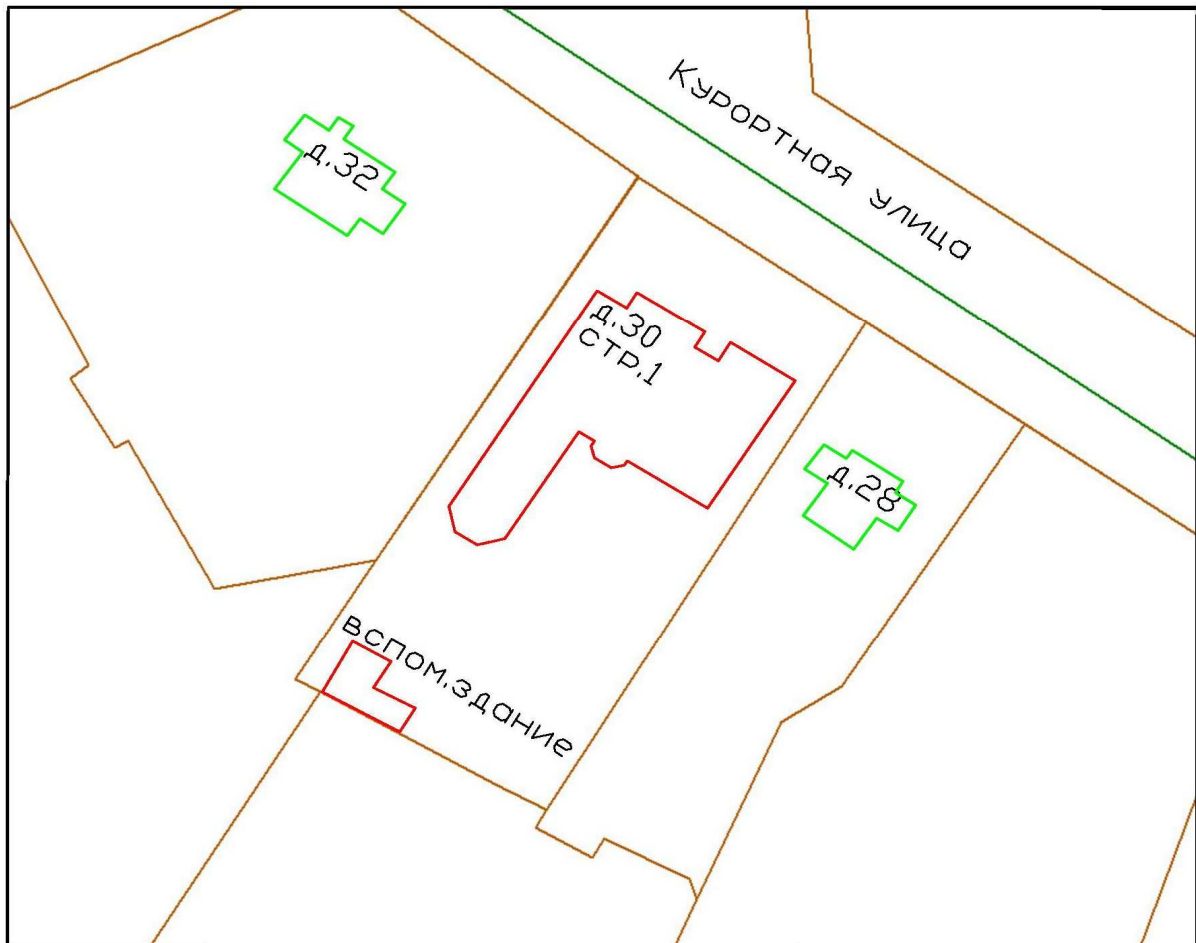 Курортная улица
д.32
д.30
стр.1
д.28
вспом.здание